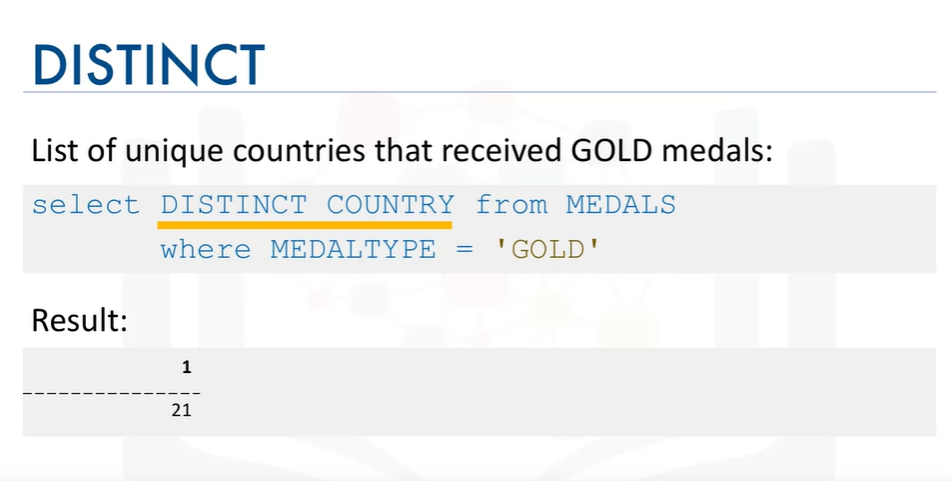 DISTINCT
List of unique countries that received GOLD medals:
select DISTINCT COUNTRY from MEDALS
where MEDALTYPE = 'GOLD'
Result:
1
---------------
21